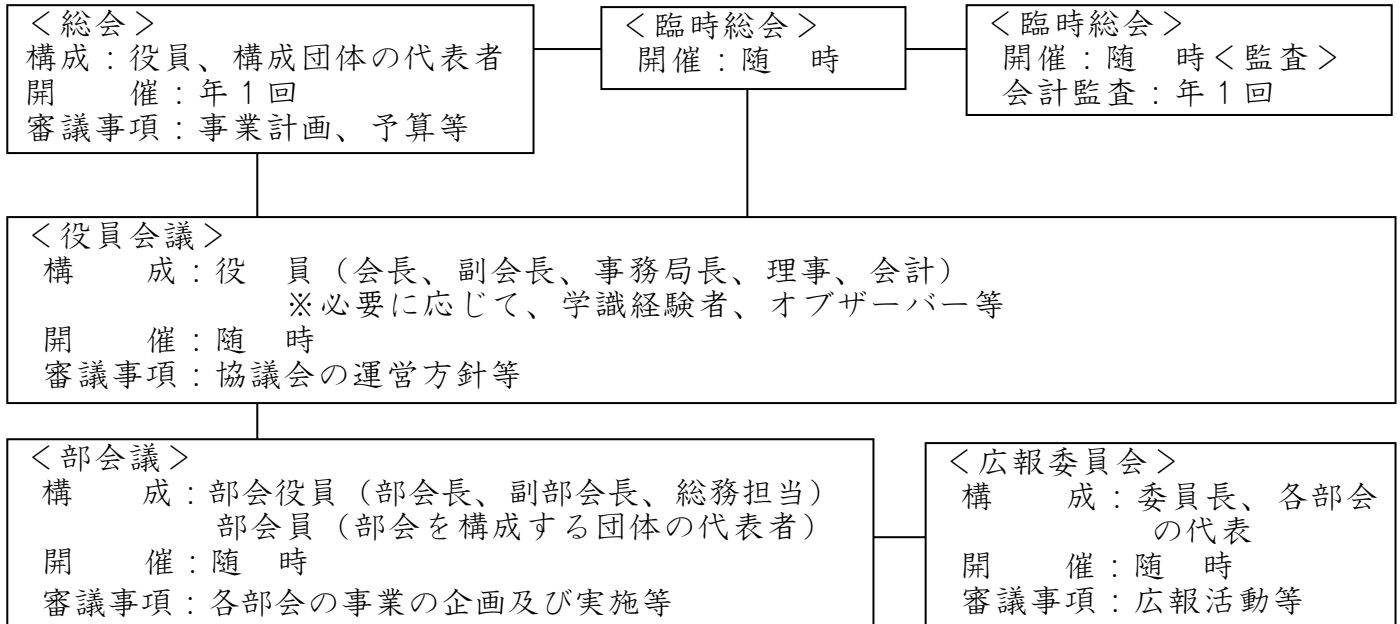 ＜総会＞
構成：役員、構成団体の代表者
開　　催：年1回
審議事項：事業計画、予算等
＜臨時総会＞
開催：随　時
＜臨時総会＞
開催：随　時＜監査＞
会計監査：年1回
＜役員会議＞
構　　成：役　員（会長、副会長、事務局長、理事、会計）
※必要に応じて、学識経験者、オブザーバー等
開　　催：随　時
審議事項：協議会の運営方針等
＜部会議＞
構　　成：部会役員（部会長、副部会長、総務担当）
部会員（部会を構成する団体の代表者）
開　　催：随　時
審議事項：各部会の事業の企画及び実施等
＜広報委員会＞
構　　成：委員長、各部会
の代表
開　　催：随　時
審議事項：広報活動等